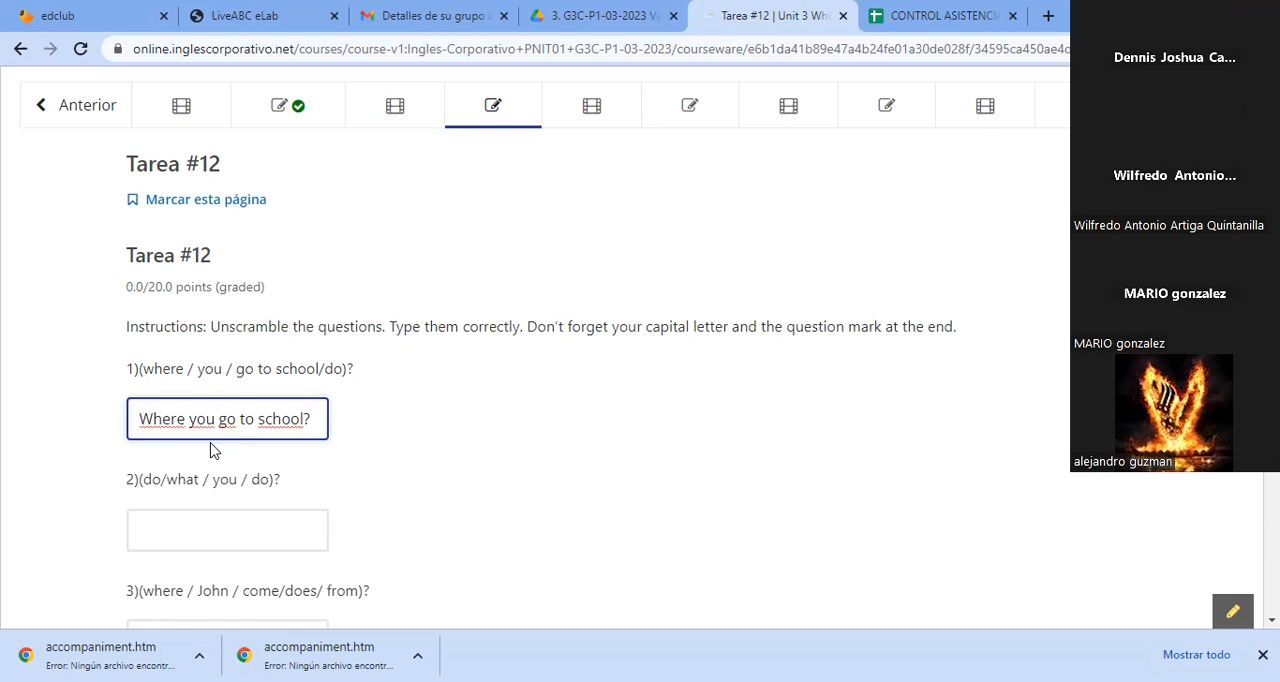 edclub
LiveABC eLab
Detalles de su grupo
3. G3C-P1-03-2023 V
Tarea #12 | Unit 3 Wh
CONTROL ASISTENCI
online.inglescorporativo.net/courses/course-v1:Ingles-Corporativo+PNIT01+G3C-P1-03-2023/courseware/e6b1da41b89e47a4b24fe01a30de028f/34595ca450ae4d
Anterior
Tarea #12
Marcar esta página
Tarea #12
0.0/20.0 points (graded)
Instructions: Unscramble the questions. Type them correctly. Don't forget your capital letter and the question mark at the end.
1)(where / you / go to school/do)?
Where you go to school?
2)(do/what / you / do)?
3)(where / John / come/does/ from)?
Dennis Joshua Ca...
Wilfredo Antonio...
Wilfredo Antonio Artiga Quintanilla
MARIO gonzalez
MARIO gonzalez
alejandro guzman
accompaniment.htm
Error: Ningún archivo encontr...
accompaniment.htm
Error: Ningún archivo encontr...
Mostrar todo